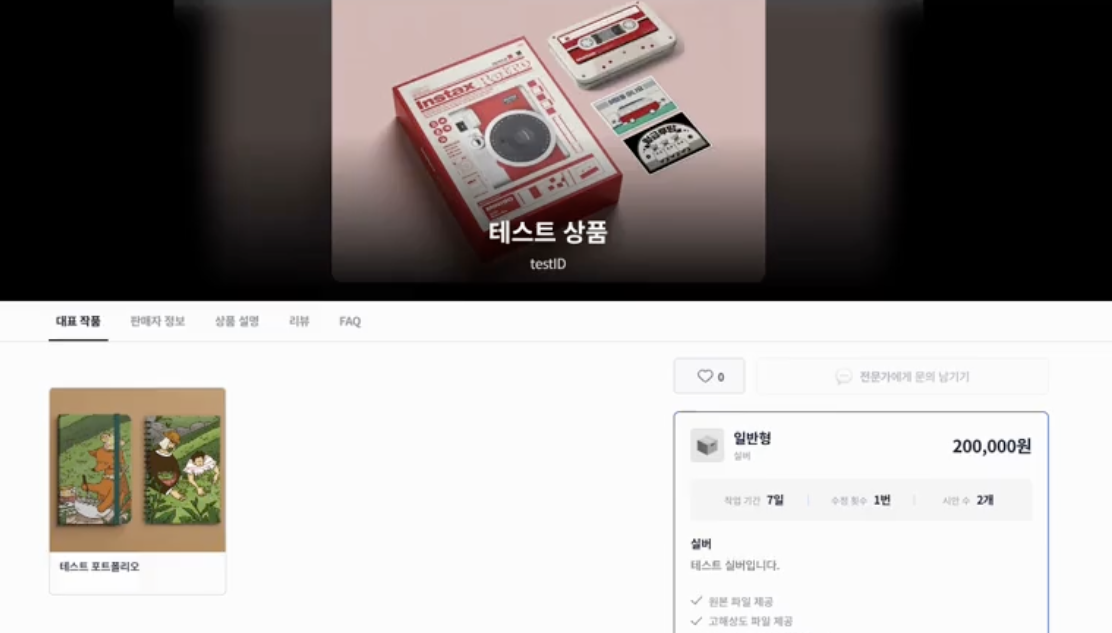 instax
테스트 상품
testID
대표 작품
판매자 정보
상품 설명
리뷰
FAQ
0
전문가에게 문의 남기기
일반형
실버
200,000원
작업 기간 7일
수정 횟수 1번
시안 수 2개
실버
테스트 실버입니다.
원본 파일 제공
고해상도 파일 제공
테스트 포트폴리오